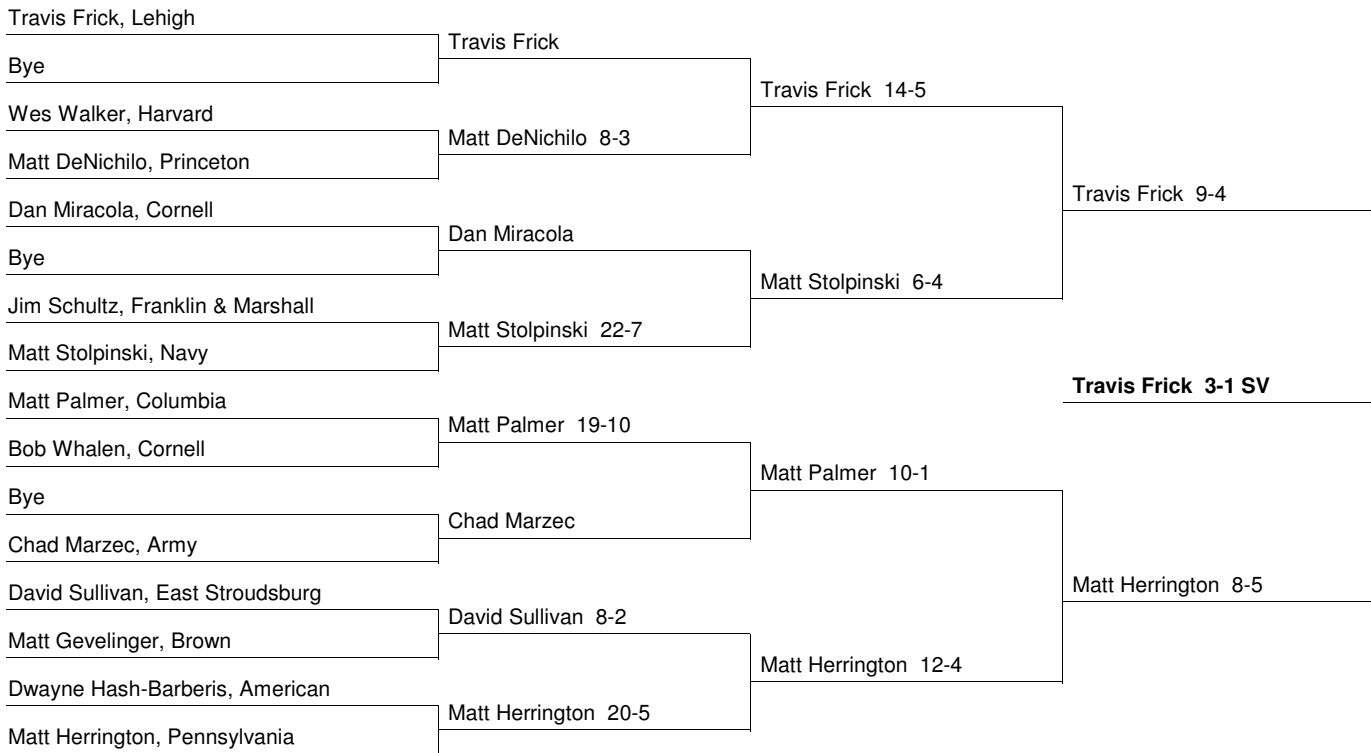 Travis Frick, Lehigh
Bye
Wes Walker, Harvard
Matt DeNichilo, Princeton
Dan Miracola, Cornell
Bye
Jim Schultz, Franklin & Marshall
Matt Stolpinski, Navy
Matt Palmer, Columbia
Bob Whalen, Cornell
Bye
Chad Marzec, Army
David Sullivan, East Stroudsburg
Matt Gevelinger, Brown
Dwayne Hash-Barberis, American
Matt Herrington, Pennsylvania
Travis Frick
Matt DeNichilo 8-3
Dan Miracola
Matt Stolpinski 22-7
Matt Palmer 19-10
Chad Marzec
David Sullivan 8-2
Matt Herrington 20-5
Travis Frick 14-5
Matt Stolpinski 6-4
Matt Palmer 10-1
Matt Herrington 12-4
Travis Frick 9-4
Travis Frick 3-1 SV
Matt Herrington 8-5